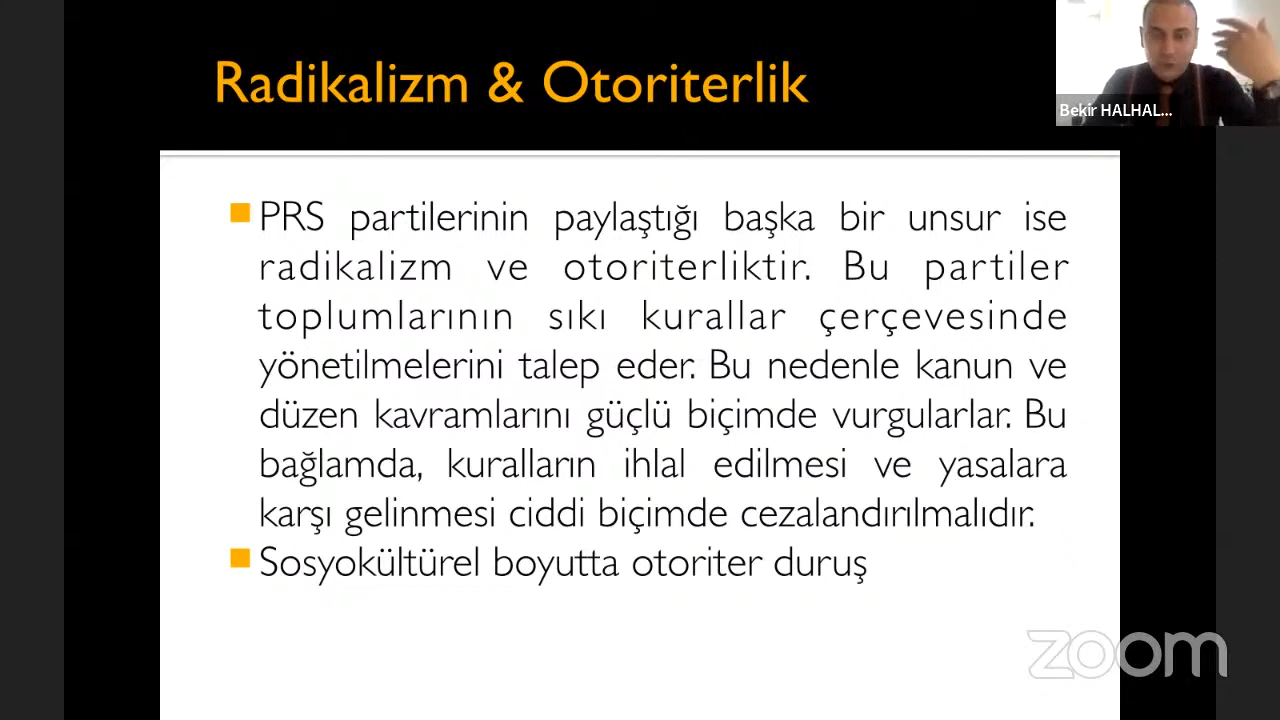 Radikalizm & Otoriterlik
Bekir HALHAL...
PRS partilerinin paylaştığı başka bir unsur ise
radikalizm ve otoriterliktir. Bu partiler
toplumlarının sıkı kurallar çerçevesinde
yönetilmelerini talep eder. Bu nedenle kanun ve
düzen kavramlarını güçlü biçimde vurgularlar. Bu
bağlamda, kuralların ihlal edilmesi ve yasalara
karşı gelinmesi ciddi biçimde cezalandırılmalıdır.
Sosyokültürel boyutta otoriter duruş
zoom